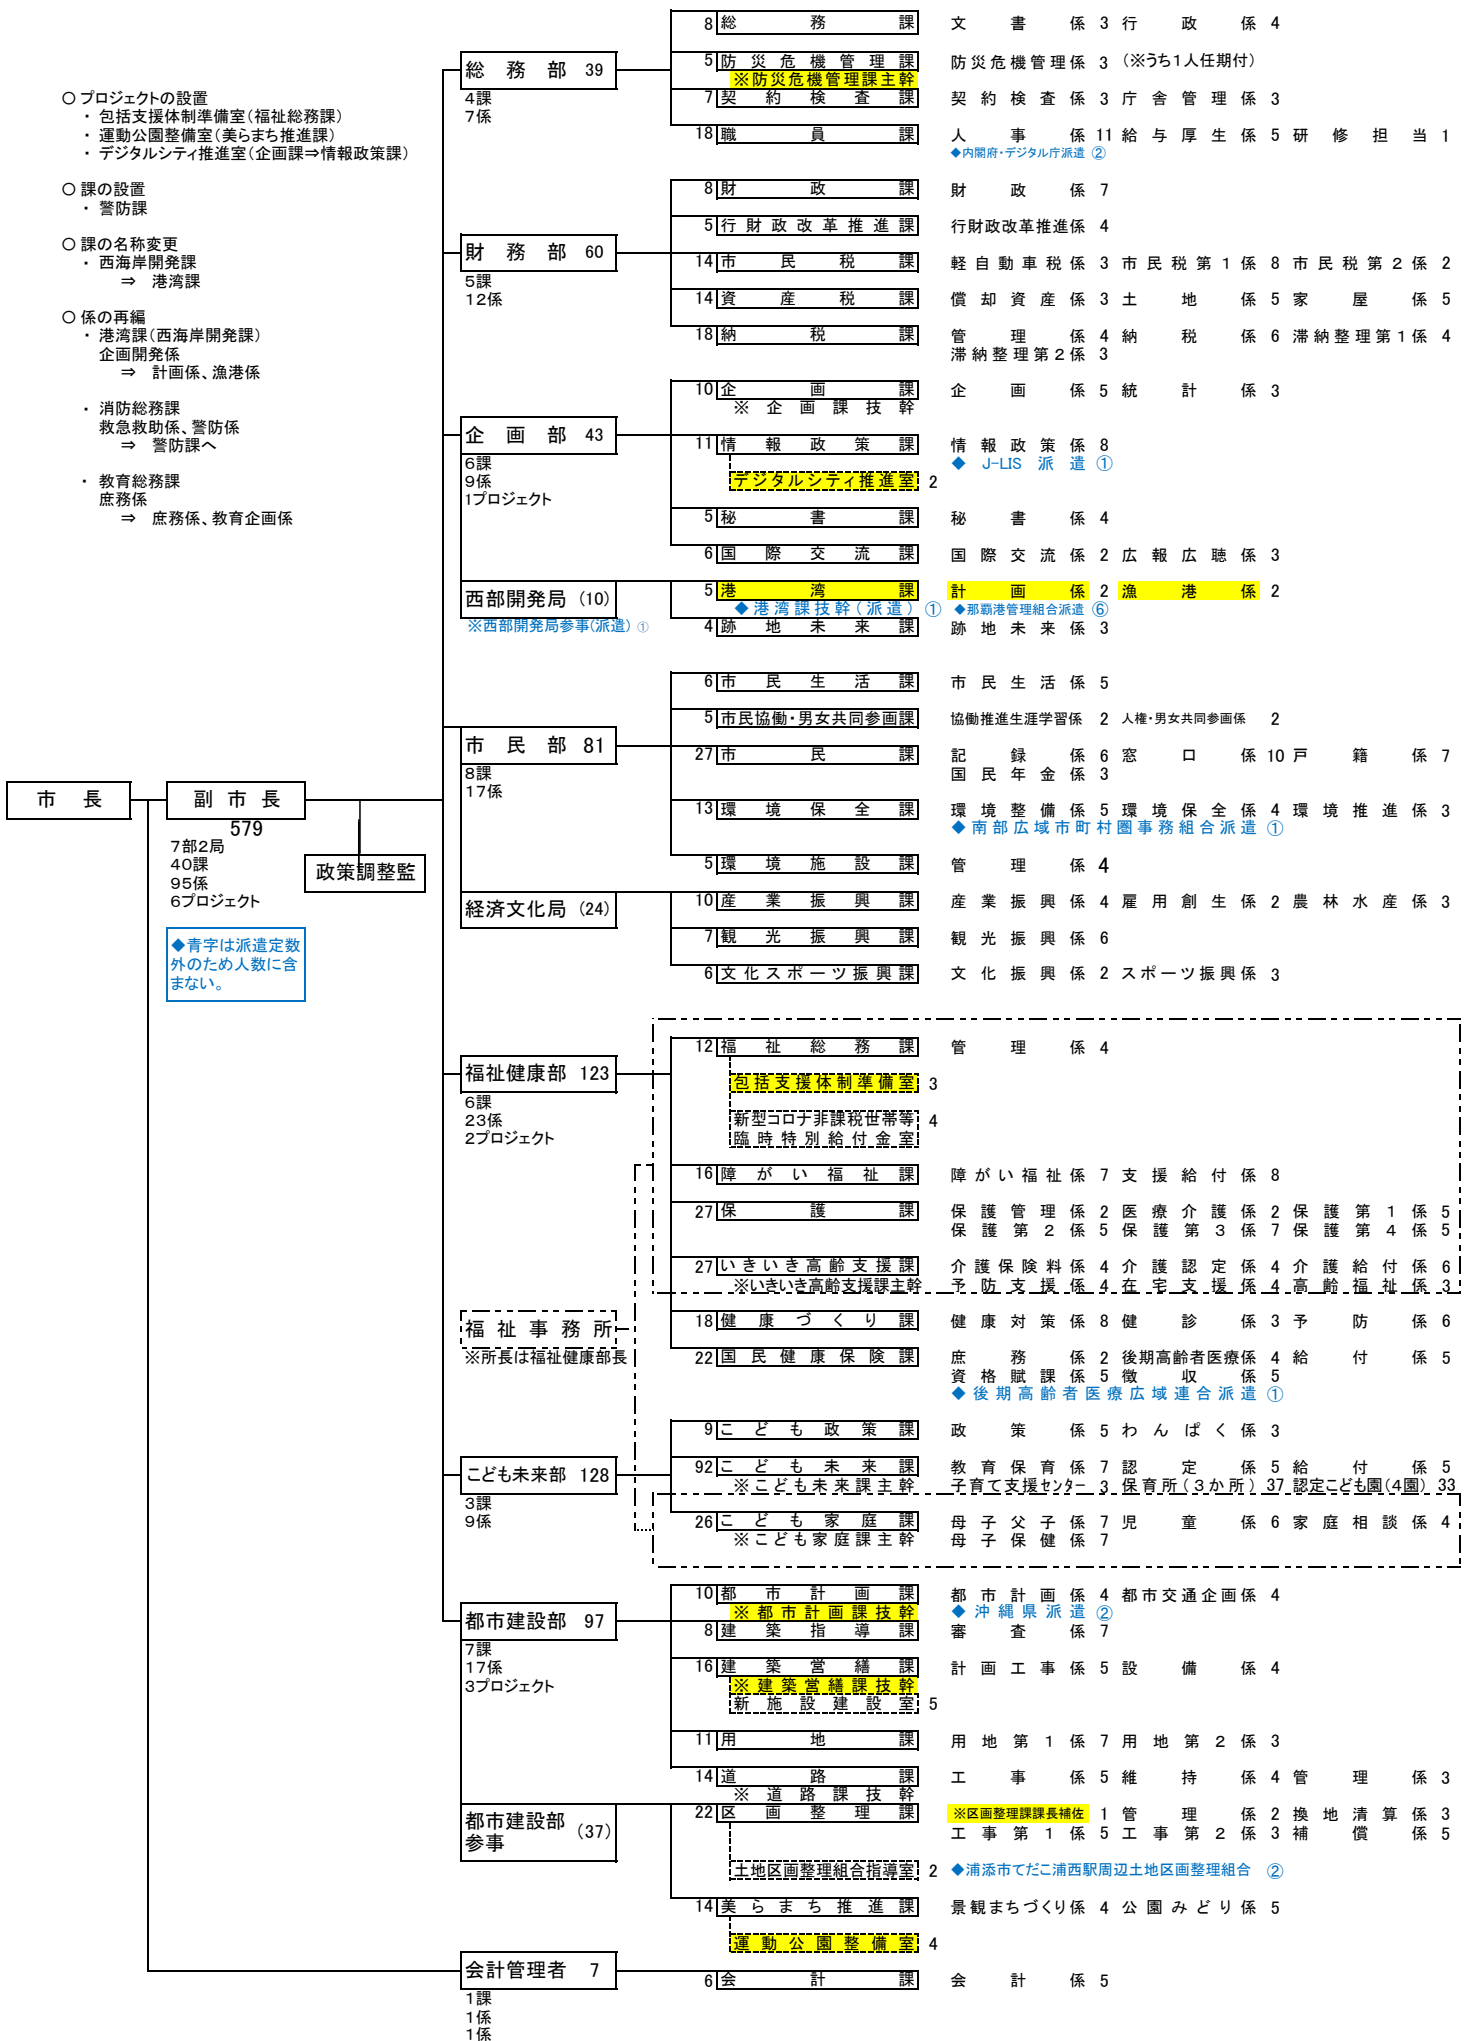 〇 プロジェクトの設置
・ 包括支援体制準備室(福祉総務課)
・ 運動公園整備室(美らまち推進課)
・ デジタルシティ推進室(企画課⇒情報政策課)
〇 課の設置
・ 警防課
〇 課の名称変更
・ 西海岸開発課
⇒ 港湾課
〇 係の再編
・ 港湾課(西海岸開発課)
企画開発係
⇒ 計画係、漁港係
・ 消防総務課
救急救助係、警防係
⇒ 警防課へ
・ 教育総務課
庶務係
⇒ 庶務係、教育企画係
市長
副市長
579
7部2局
40課
95係
6プロジェクト
政策調整監
◆青字は派遣定数
外のため人数に含
まない。
総務部 39
4課
7係
8 総務課 文書係 3 行政係 4
5 防災危機管理課 防災危機管理係 3 (※うち1人任期付)
※防災危機管理課主幹
7 契約検査課 契約検査係 3 庁舎管理係 3
18 職員課 人事係 11 給与厚生係 5 研修担当 1
◆内閣府・デジタル庁派遣 ②
財務部 60
5課
12係
8 財政課 財政係 7
5 行財政改革推進課 行財政改革推進係 4
14 市民税課 軽自動車税係 3 市民税第1係 8 市民税第2係 2
14 資産税課 償却資産係 3 土地係 5 家屋係 5
18 納税課 管理係 4 納税係 6 滞納整理第1係 4
滞納整理第2係 3
企画部 43
6課
9係
1プロジェクト
10 企画課 企画係 5 統計係 3
※企画課技幹
11 情報政策課 情報政策係 8
◆ J-LIS 派遣 ①
デジタルシティ推進室 2
5 秘書課 秘書係 4
6 国際交流課 国際交流係 2 広報広聴係 3
西部開発局 (10)
※西部開発局参事(派遣) ①
5 港湾課 計画係 2 漁港係 2
◆港湾課技幹(派遣) ① ◆那覇港管理組合派遣 ⑥
4 跡地未来課 跡地未来係 3
市民部 81
8課
17係
6 市民生活課 市民生活係 5
5 市民協働・男女共同参画課 協働推進生涯学習係 2 人権・男女共同参画係 2
27 市民課 記録係 6 窓口係 10 戸籍係 7
国民年金係 3
13 環境保全課 環境整備係 5 環境保全係 4 環境推進係 3
◆南部広域市町村圏事務組合派遣 ①
5 環境施設課 管理係 4
経済文化局 (24)
10 産業振興課 産業振興係 4 雇用創生係 2 農林水産係 3
7 観光振興課 観光振興係 6
6 文化スポーツ振興課 文化振興係 2 スポーツ振興係 3
福祉健康部 123
6課
23係
2プロジェクト
12 福祉総務課 管理係 4
包括支援体制準備室 3
新型コロナ非課税世帯等 4
臨時特別給付金室
16 障がい福祉課 障がい福祉係 7 支援給付係 8
27 保護課 保護管理係 2 医療介護係 2 保護第1係 5
保護第2係 5 保護第3係 7 保護第4係 5
27 いきいき高齢支援課 介護保険料係 4 介護認定係 4 介護給付係 6
※いきいき高齢支援課主幹 予防支援係 4 在宅支援係 4 高齢福祉係 3
福祉事務所
※所長は福祉健康部長
18 健康づくり課 健康対策係 8 健診係 3 予防係 6
22 国民健康保険課 庶務係 2 後期高齢者医療係 4 給付係 5
資格賦課係 5 徴収係 5
◆後期高齢者医療広域連合派遣 ①
こども未来部 128
3課
9係
9 こども政策課 政策係 5 わんぱく係 3
92 こども未来課 教育保育係 7 認定係 5 給付係 5
※こども未来課主幹 子育て支援センター 3 保育所(3か所) 37 認定こども園(4園) 33
26 こども家庭課 母子父子係 7 児童係 6 家庭相談係 4
※こども家庭課主幹 母子保健係 7
都市建設部 97
7課
17係
3プロジェクト
10 都市計画課 都市計画係 4 都市交通企画係 4
※都市計画課技幹 ◆ 沖縄県派遣 ②
8 建築指導課 審査係 7
16 建築営繕課 計画工事係 5 設備係 4
※建築営繕課技幹
新施設建設室 5
11 用地課 用地第1係 7 用地第2係 3
14 道路課 工事係 5 維持係 4 管理係 3
※道路課技幹
都市建設部
参事 (37)
22 区画整理課 ※区画整理課課長補佐 1 管理係 2 換地清算係 3
工事第1係 5 工事第2係 3 補償係 5
土地区画整理組合指導室 2 ◆浦添市てだこ浦西駅周辺土地区画整理組合 ②
14 美らまち推進課 景観まちづくり係 4 公園みどり係 5
運動公園整備室 4
会計管理者 7
1課
1係
1係
6 会計課 会計係 5